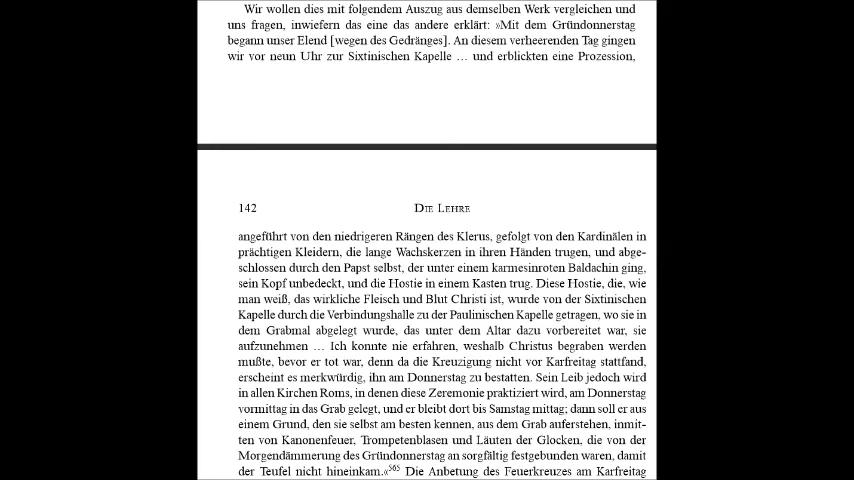 Wir wollen dies mit folgendem Auszug aus demselben Werk vergleichen und
uns fragen, inwiefern das eine das andere erklärt: »Mit dem Gründonnerstag
begann unser Elend [wegen des Gedränges]. An diesem verheerenden Tag gingen
wir vor neun Uhr zur Sixtinischen Kapelle … und erblickten eine Prozession,
142 DIE LEHRE
angeführt von den niedrigeren Rängen des Klerus, gefolgt von den Kardinälen in
prächtigen Kleidern, die lange Wachskerzen in ihren Händen trugen, und abge-
schlossen durch den Papst selbst, der unter einem karmesinroten Baldachin ging,
sein Kopf unbedeckt, und die Hostie in einem Kasten trug. Diese Hostie, die, wie
man weiß, das wirkliche Fleisch und Blut Christi ist, wurde von der Sixtinischen
Kapelle durch die Verbindungshalle zu der Paulinischen Kapelle getragen, wo sie in
dem Grabmal abgelegt wurde, das unter dem Altar dazu vorbereitet war, sie
aufzunehmen … Ich konnte nie erfahren, weshalb Christus begraben werden
mußte, bevor er tot war, denn da die Kreuzigung nicht vor Karfreitag stattfand,
erscheint es merkwürdig, ihn am Donnerstag zu bestatten. Sein Leib jedoch wird
in allen Kirchen Roms, in denen diese Zeremonie praktiziert wird, am Donnerstag
vormittag in das Grab gelegt, und er bleibt dort bis Samstag mittag; dann soll er aus
einem Grund, den sie selbst am besten kennen, aus dem Grab auferstehen, inmit-
ten von Kanonenfeuer, Trompetenblasen und Läuten der Glocken, die von der
Morgendämmerung des Gründonnerstag an sorgfältig festgebunden waren, damit
der Teufel nicht hineinkam.«565 Die Anbetung des Feuerkreuzes am Karfreitag